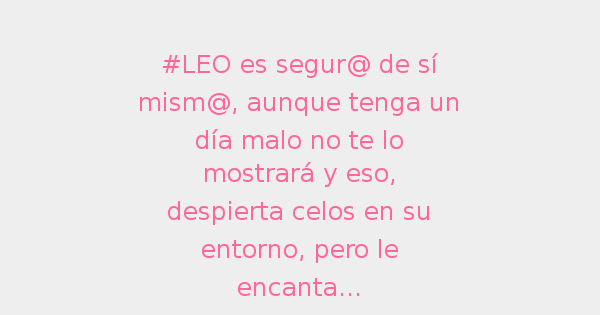 #LEO es segur@ de sí
mism@, aunque tenga un
día malo no te lo
mostrará y eso,
despierta celos en su
entorno, pero le
encanta...